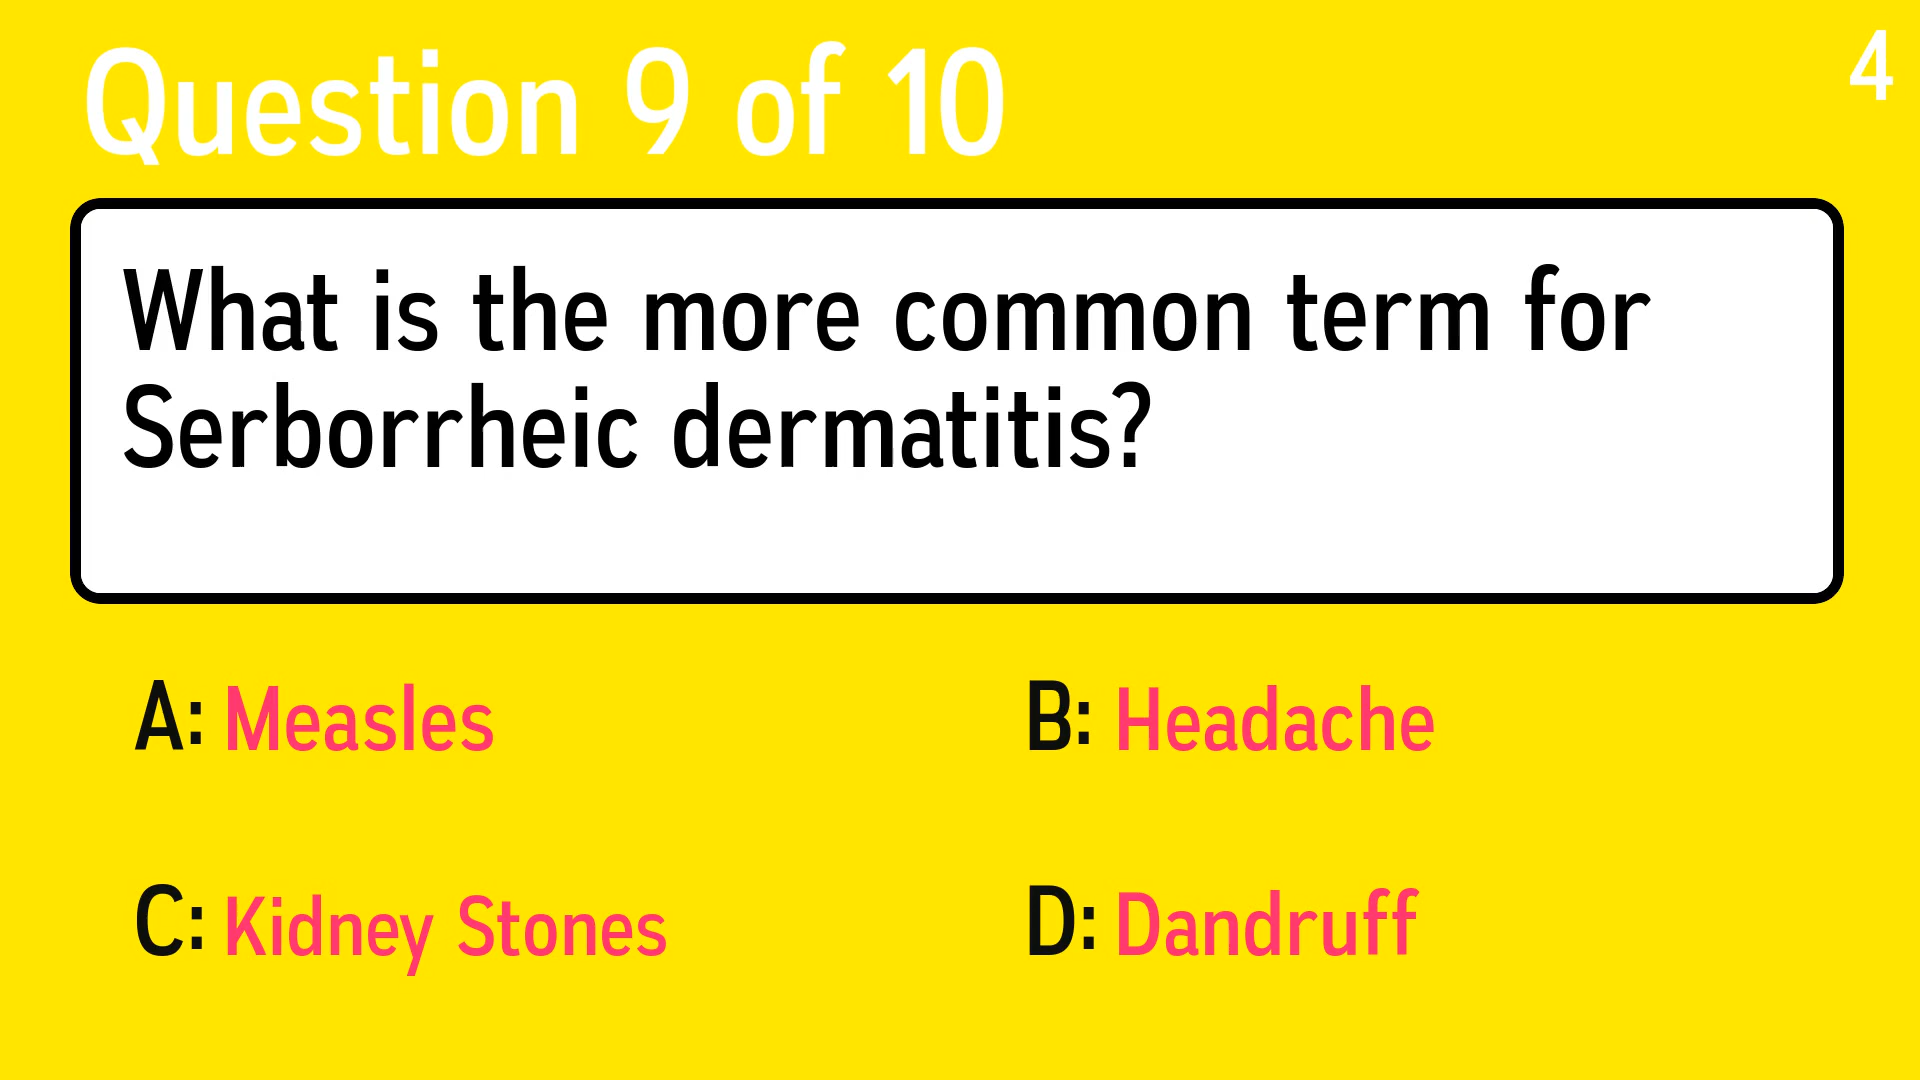 Question 9 of 10
4
What is the more common term for
Serborrheic dermatitis?
A: Measles
B: Headache
C: Kidney Stones
D: Dandruff